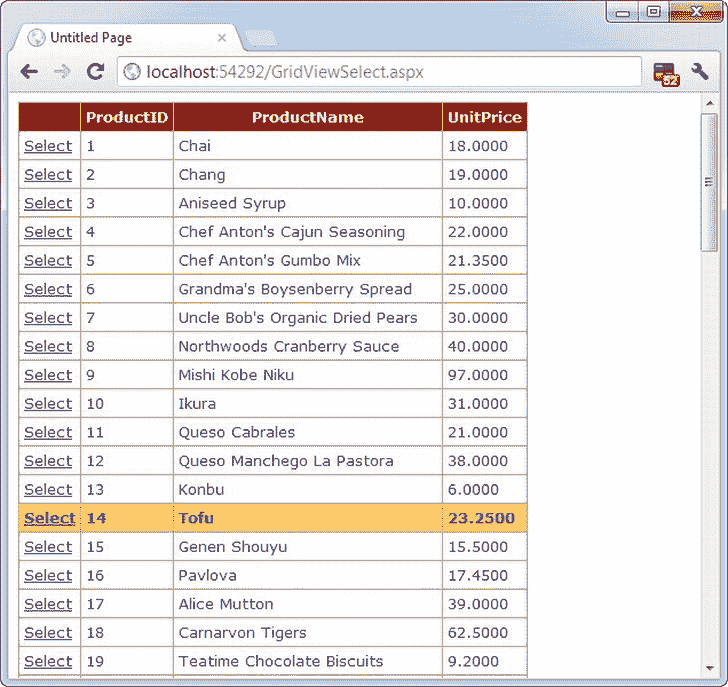 Untitled Page
localhost:54292/GridViewSelect.aspx
52
ProductID ProductName UnitPrice
Select 1 Chai 18.0000
Select 2 Chang 19.0000
Select 3 Aniseed Syrup 10.0000
Select 4 Chef Anton's Cajun Seasoning 22.0000
Select 5 Chef Anton's Gumbo Mix 21.3500
Select 6 Grandma's Boysenberry Spread 25.0000
Select 7 Uncle Bob's Organic Dried Pears 30.0000
Select 8 Northwoods Cranberry Sauce 40.0000
Select 9 Mishi Kobe Niku 97.0000
Select 10 Ikura 31.0000
Select 11 Queso Cabrales 21.0000
Select 12 Queso Manchego La Pastora 38.0000
Select 13 Konbu 6.0000
Select 14 Tofu 23.2500
Select 15 Genen Shouyu 15.5000
Select 16 Pavlova 17.4500
Select 17 Alice Mutton 39.0000
Select 18 Carnarvon Tigers 62.5000
Select 19 Teatime Chocolate Biscuits 9.2000